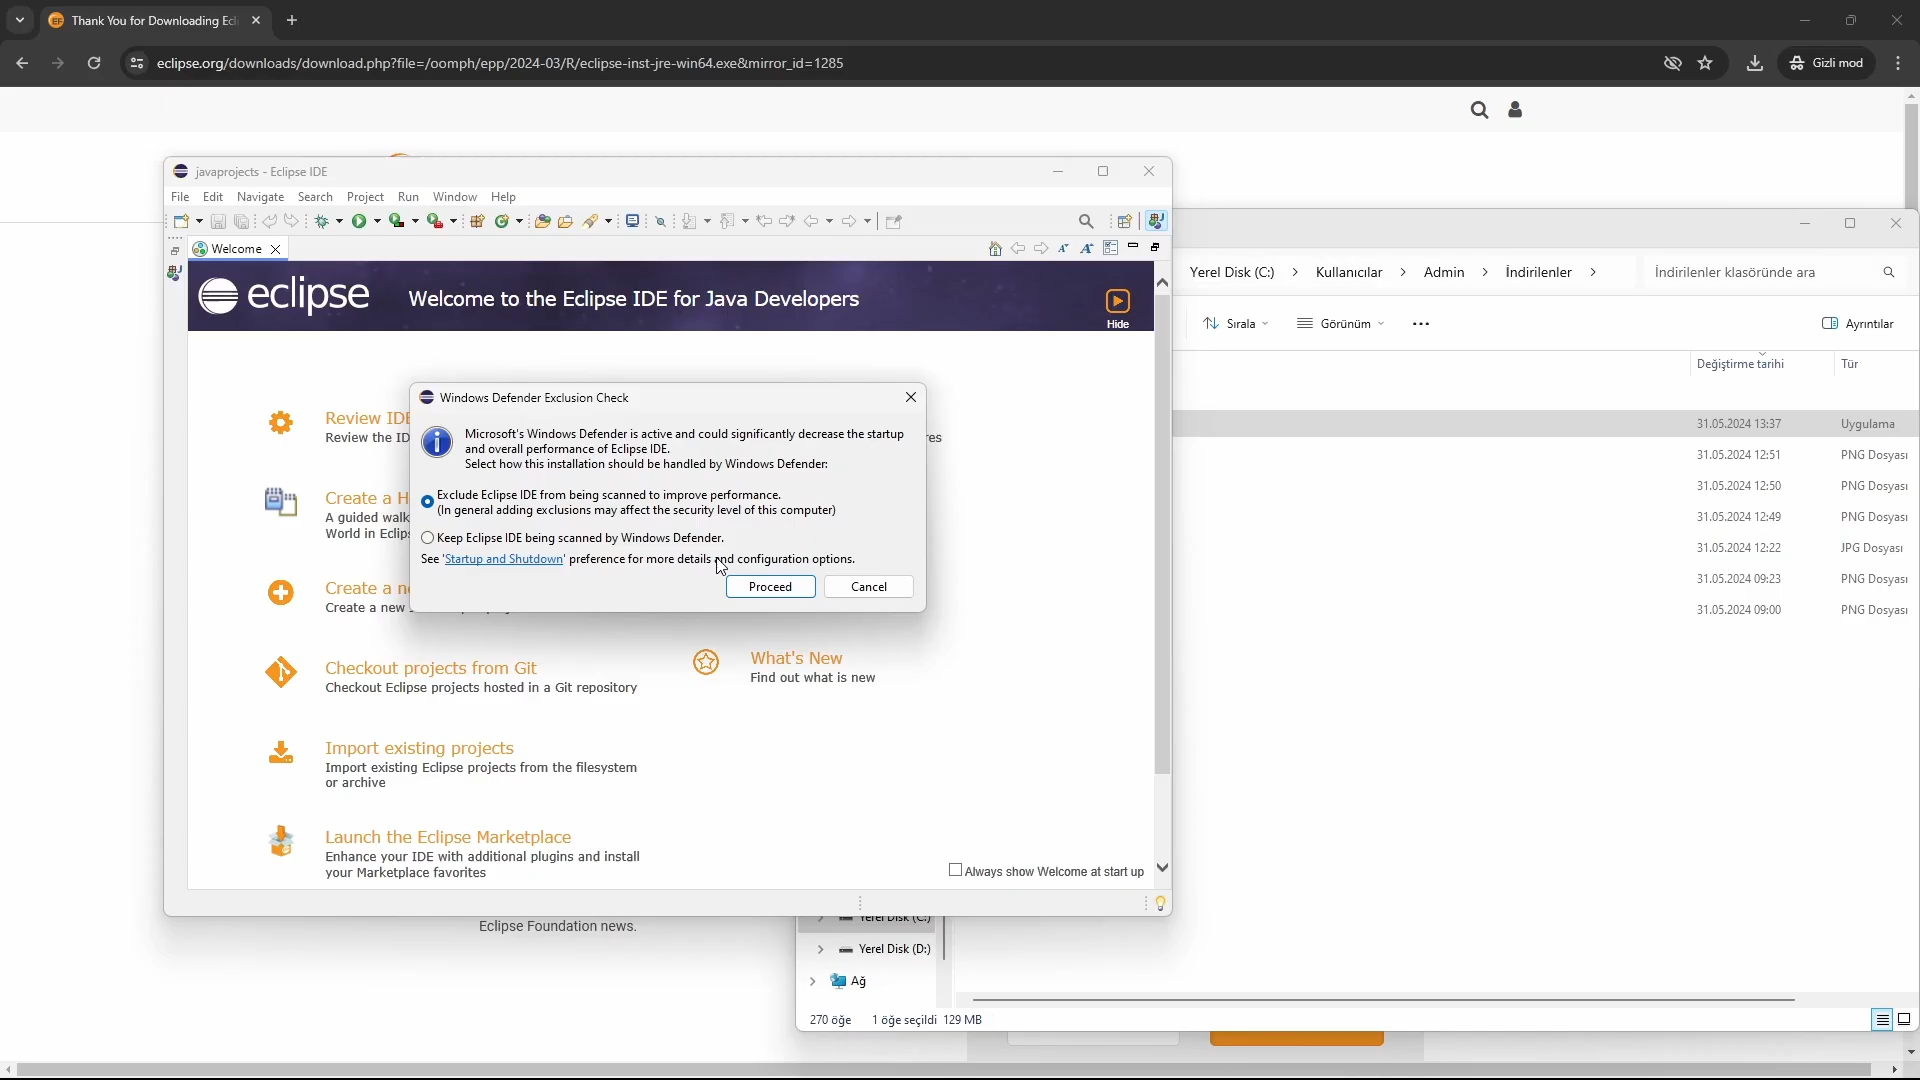 Thank You for Downloading Ecl
eclipse.org/downloads/download.php?file=/oomph/epp/2024-03/R/eclipse-inst-jre-win64.exe&mirror_id=1285
Gizli mod
javaprojects - Eclipse IDE
File Edit Navigate Search Project Run Window Help
Welcome
eclipse
Welcome to the Eclipse IDE for Java Developers
Hide
Review IDE
Review the ID
res
Create a H
A guided walk
World in Eclip
Create a ne
Create a new
Windows Defender Exclusion Check
Microsoft's Windows Defender is active and could significantly decrease the startup
and overall performance of Eclipse IDE.
Select how this installation should be handled by Windows Defender:
Exclude Eclipse IDE from being scanned to improve performance.
(In general adding exclusions may affect the security level of this computer)
Keep Eclipse IDE being scanned by Windows Defender.
See 'Startup and Shutdown' preference for more details and configuration options.
Proceed Cancel
Checkout projects from Git
Checkout Eclipse projects hosted in a Git repository
What's New
Find out what is new
Import existing projects
Import existing Eclipse projects from the filesystem
or archive
Launch the Eclipse Marketplace
Enhance your IDE with additional plugins and install
your Marketplace favorites
Always show Welcome at start up
Eclipse Foundation news.
Yerel Disk (C:) > Kullanıcılar > Admin > İndirilenler >
İndirilenler klasöründe ara
Sırala Görünüm ... Ayrıntılar
Değiştirme tarihi Tür
31.05.2024 13:37 Uygulama
31.05.2024 12:51 PNG Dosyası
31.05.2024 12:50 PNG Dosyası
31.05.2024 12:49 PNG Dosyası
31.05.2024 12:22 JPG Dosyası
31.05.2024 09:23 PNG Dosyası
31.05.2024 09:00 PNG Dosyası
Yerel Disk (C:)
Yerel Disk (D:)
Ağ
270 öğe 1 öğe seçildi 129 MB